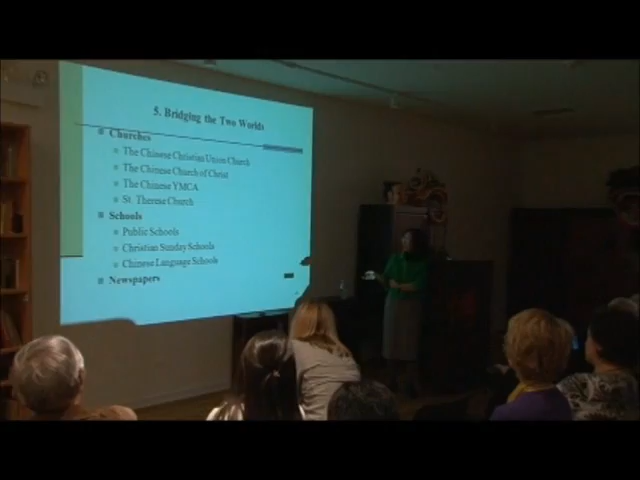 5. Bridging the Two Worlds
Churches
The Chinese Christian Union Church
The Chinese Church of Christ
The Chinese YMCA
St. Therese Church
Schools
Public Schools
Christian Sunday Schools
Chinese Language Schools
Newspapers